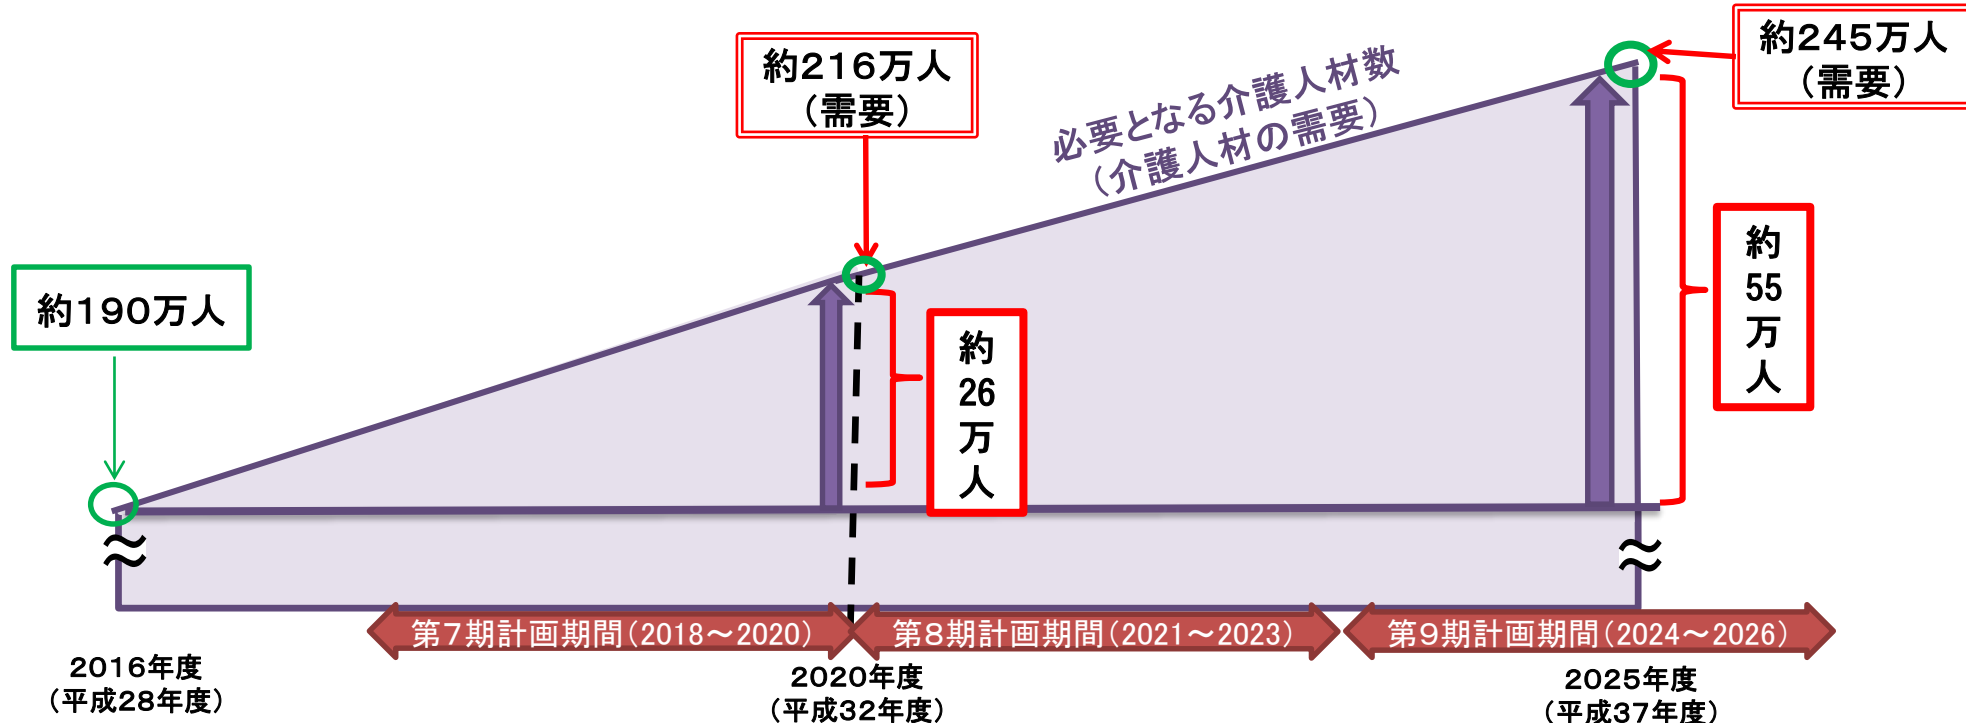 約216万人
（需要）
約245万人
（需要）
必要となる介護人材数
（介護人材の需要）
約190万人
約
26
万
人
約
55
万
人
第7期計画期間（2018～2020）
第8期計画期間（2021～2023）
第9期計画期間（2024～2026）
2016年度
（平成28年度）
2020年度
（平成32年度）
2025年度
（平成37年度）